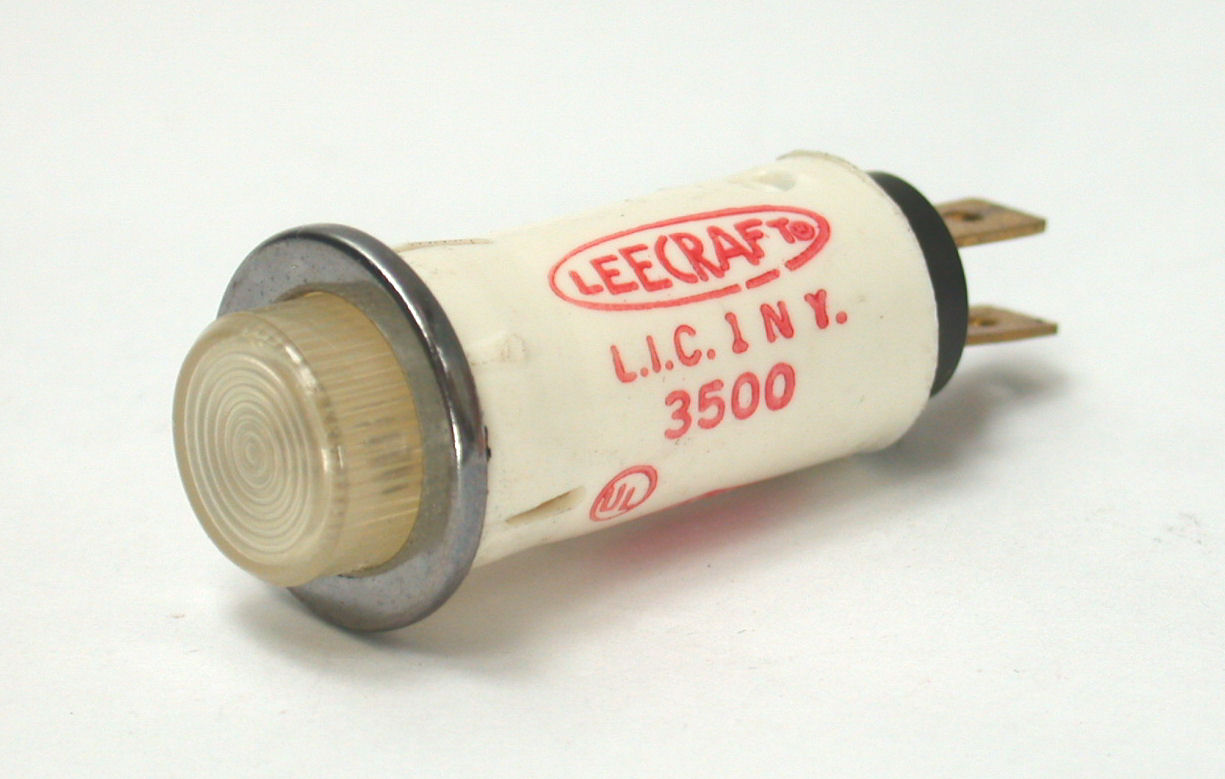 LEECRAFT®
L.I.C. 1 N Y.
3500
UL